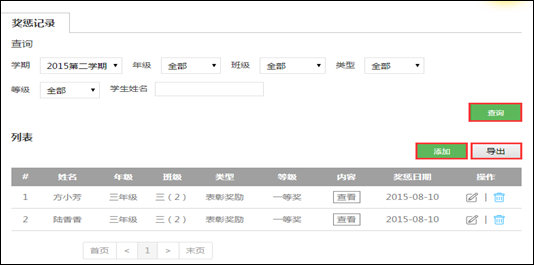 奖惩记录
查询
学期 2015第二学期 年级 全部 班级 全部 类型 全部
等级 全部 学生姓名
查询
列表
添加 导出
# 姓名 年级 班级 类型 等级 内容 奖惩日期 操作
1 方小芳 三年级 三（2） 表彰奖励 一等奖 查看 2015-08-10 |
2 陆香香 三年级 三（2） 表彰奖励 一等奖 查看 2015-08-10 |
首页 < 1 > 末页